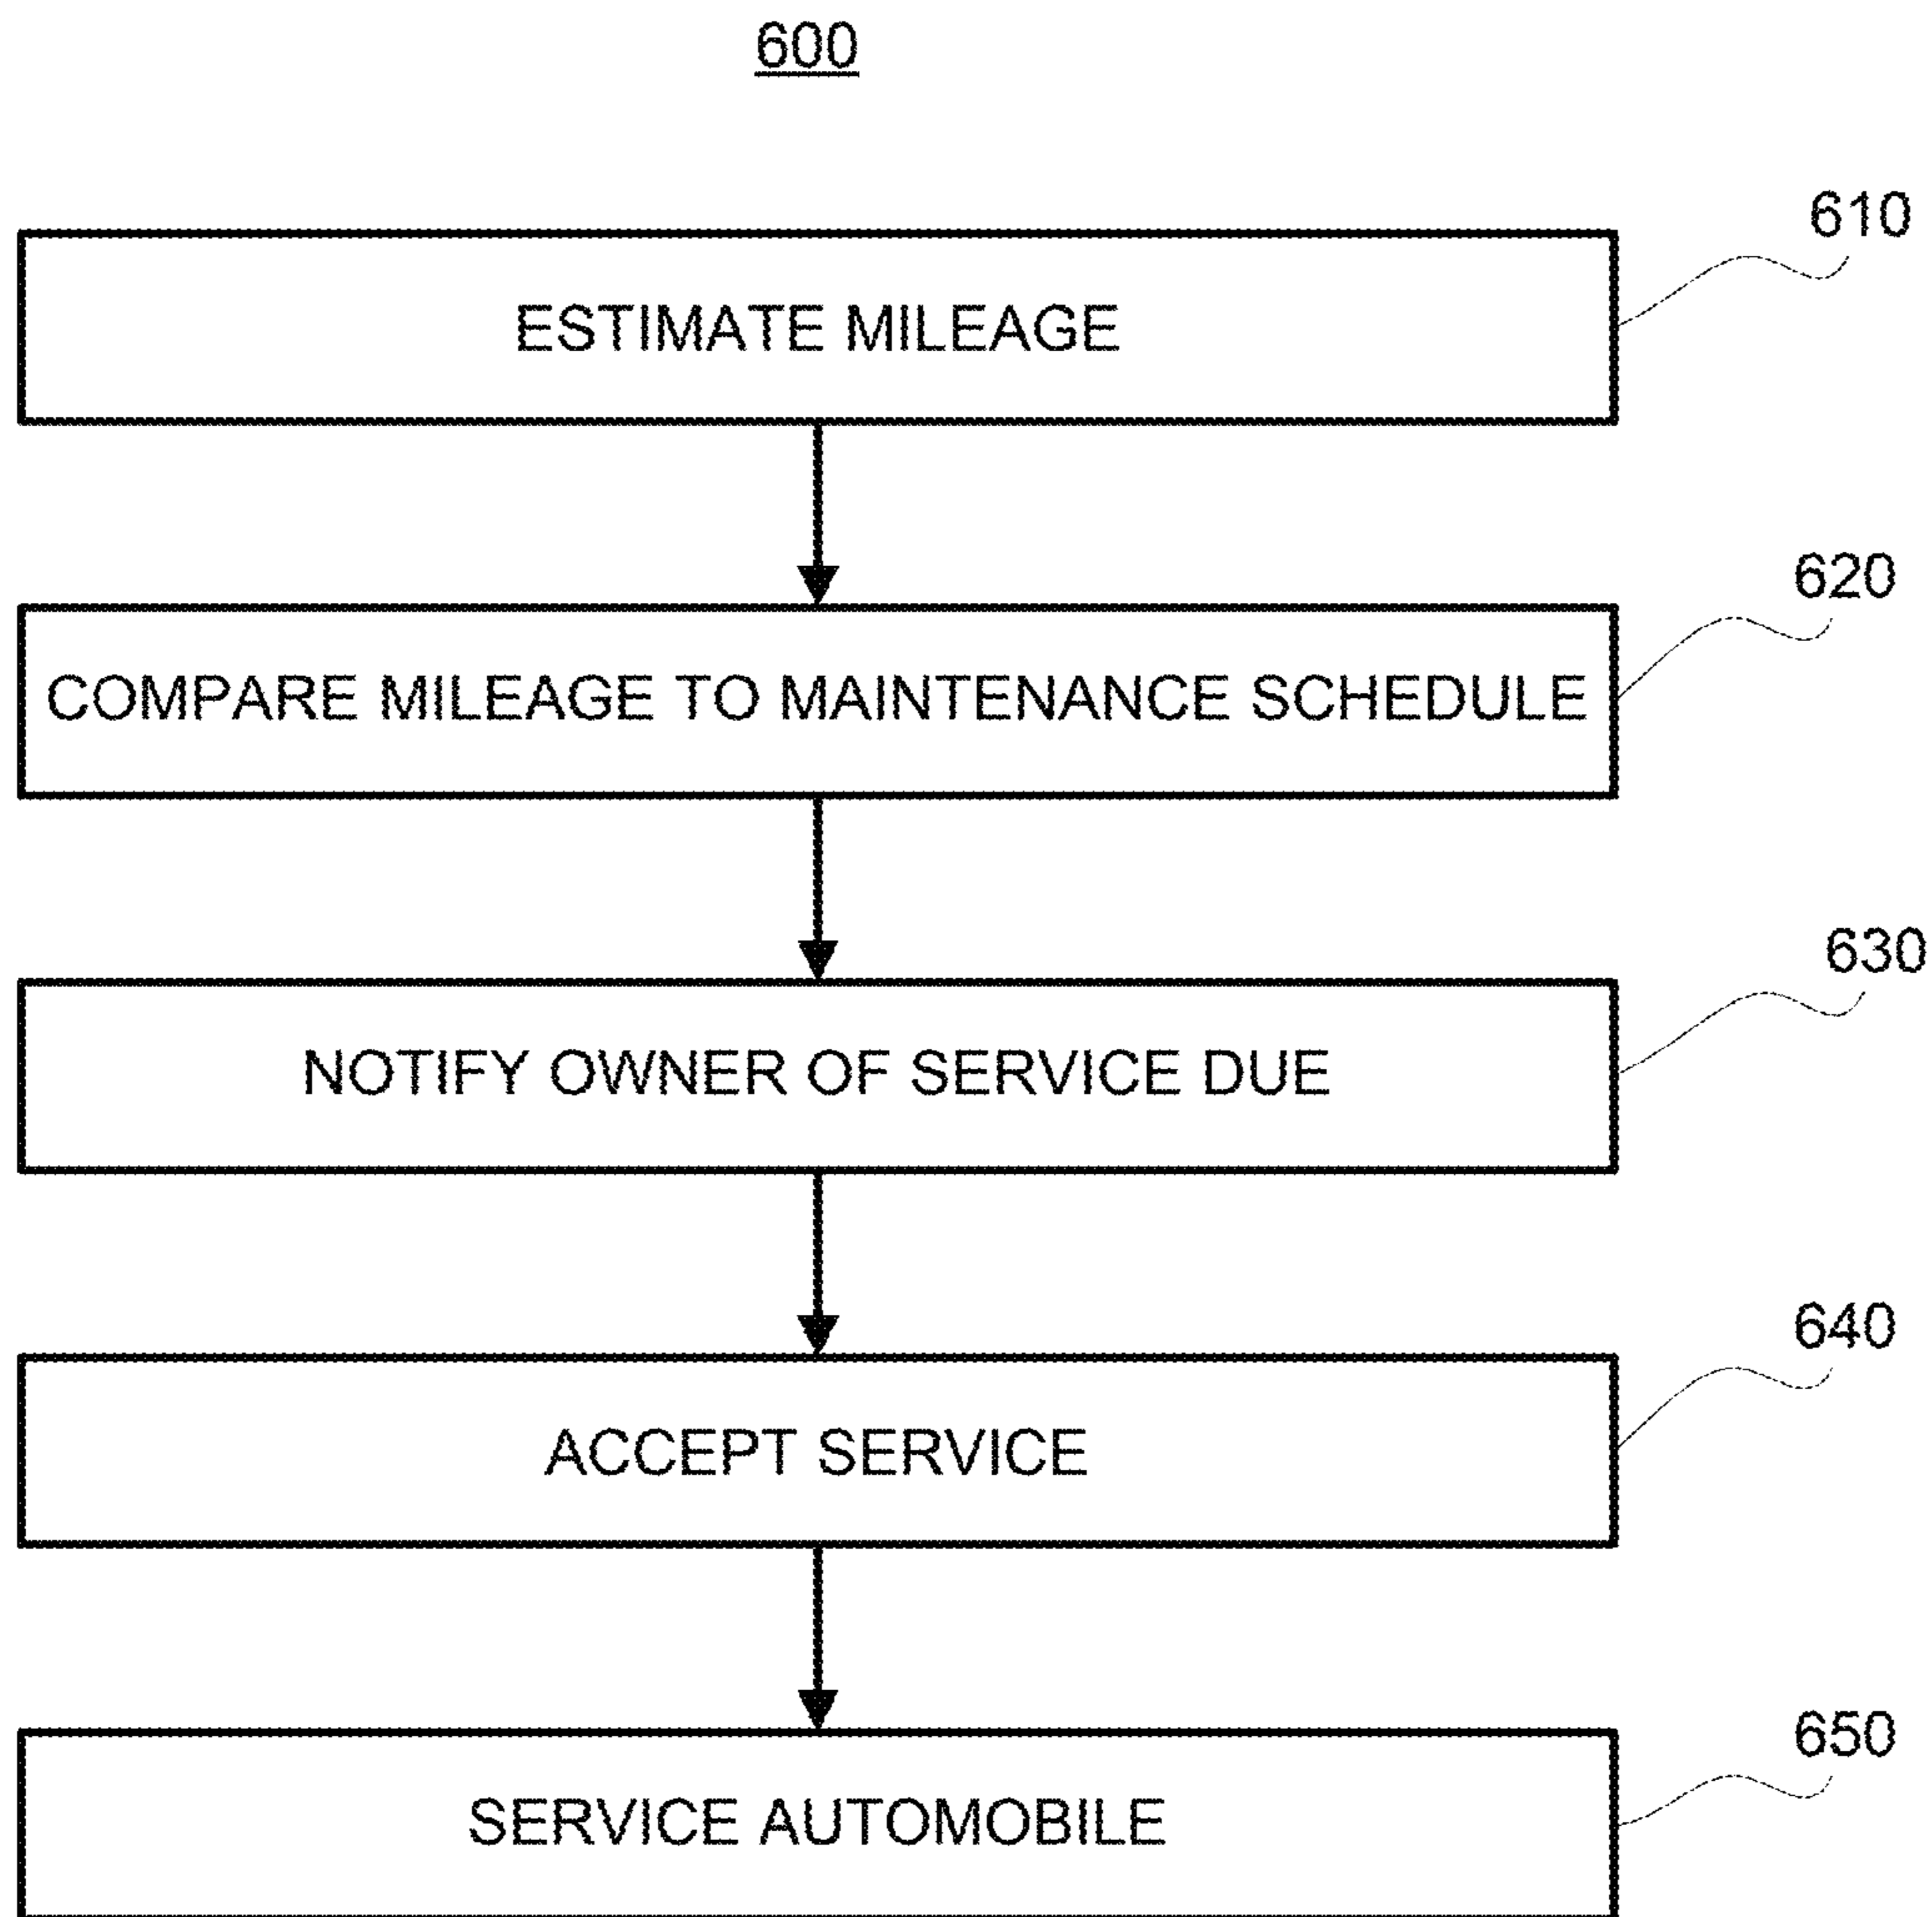 600
610
ESTIMATE MILEAGE
620
COMPARE MILEAGE TO MAINTENANCE SCHEDULE
630
NOTIFY OWNER OF SERVICE DUE
640
ACCEPT SERVICE
650
SERVICE AUTOMOBILE